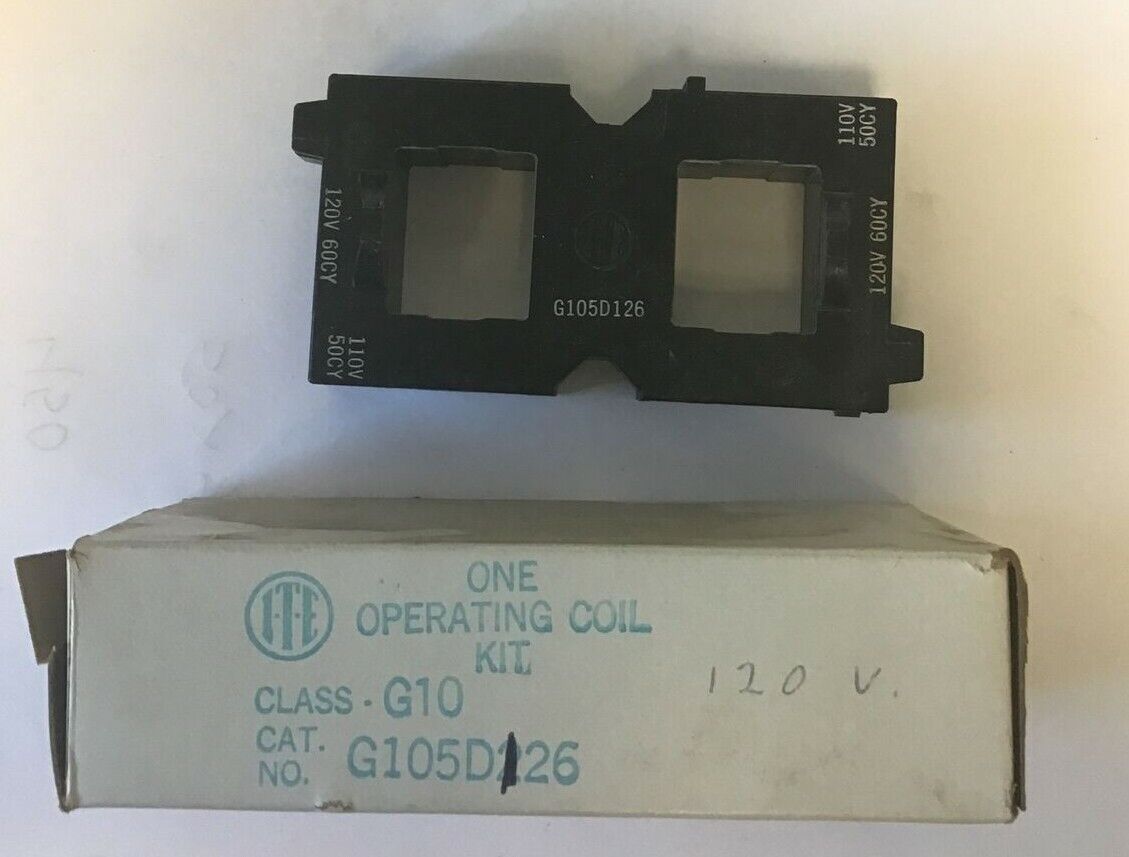 110V
50CY
120V 60CY
120V 60CY
G105D126
110V
50CY
I-T-E
ONE
OPERATING COIL
KIT
CLASS - G10
120 V.
CAT.
NO. G105D126